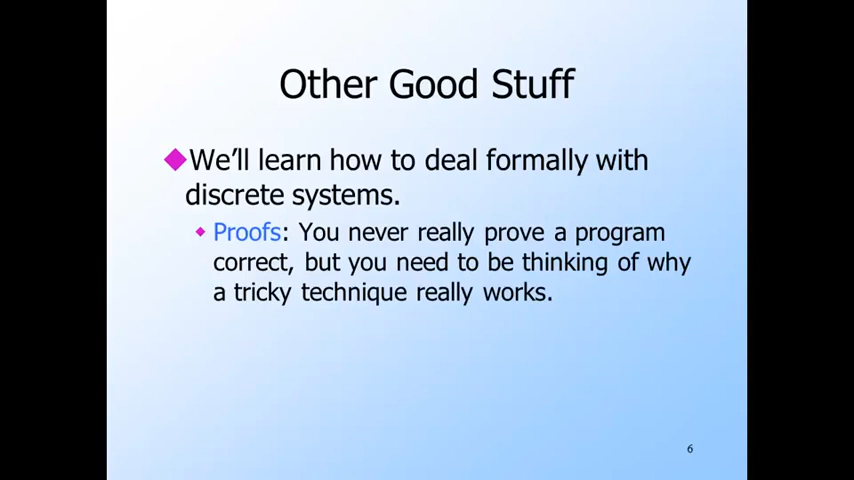 Other Good Stuff
We’ll learn how to deal formally with
discrete systems.
Proofs: You never really prove a program
correct, but you need to be thinking of why
a tricky technique really works.
6